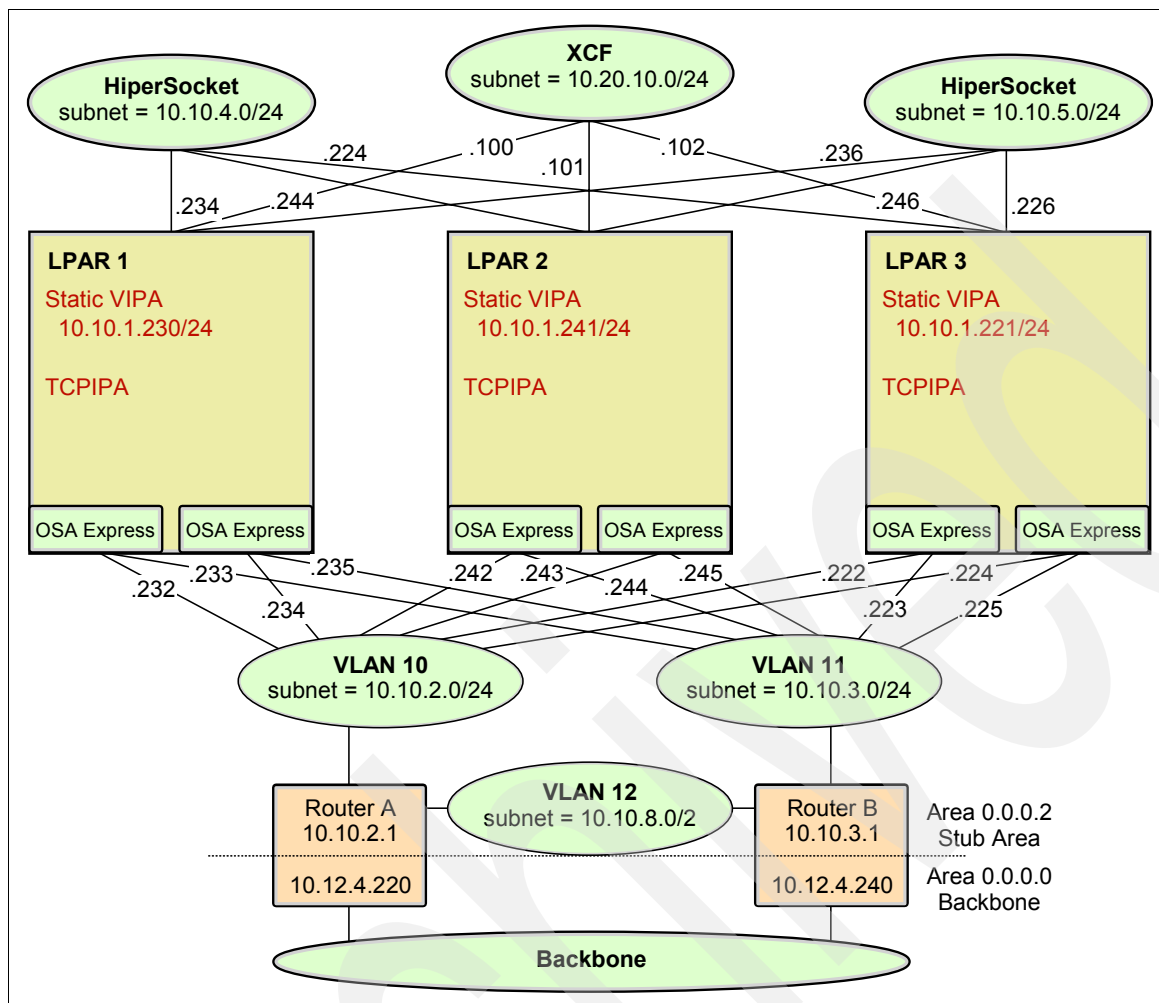 XCF
subnet = 10.20.10.0/24
HiperSocket
subnet = 10.10.4.0/24
HiperSocket
subnet = 10.10.5.0/24
.224
.100
.101
.102
.236
.234
.244
.246
.226
LPAR 1
Static VIPA
10.10.1.230/24
TCPIPA
OSA Express
OSA Express
LPAR 2
Static VIPA
10.10.1.241/24
TCPIPA
OSA Express
OSA Express
LPAR 3
Static VIPA
10.10.1.221/24
TCPIPA
OSA Express
OSA Express
.232
.233
.235
.234
.242
.243
.244
.245
.222
.224
.223
.225
VLAN 10
subnet = 10.10.2.0/24
VLAN 11
subnet = 10.10.3.0/24
VLAN 12
subnet = 10.10.8.0/2
Router A
10.10.2.1
10.12.4.220
Router B
10.10.3.1
10.12.4.240
Area 0.0.0.2
Stub Area
Area 0.0.0.0
Backbone
Backbone